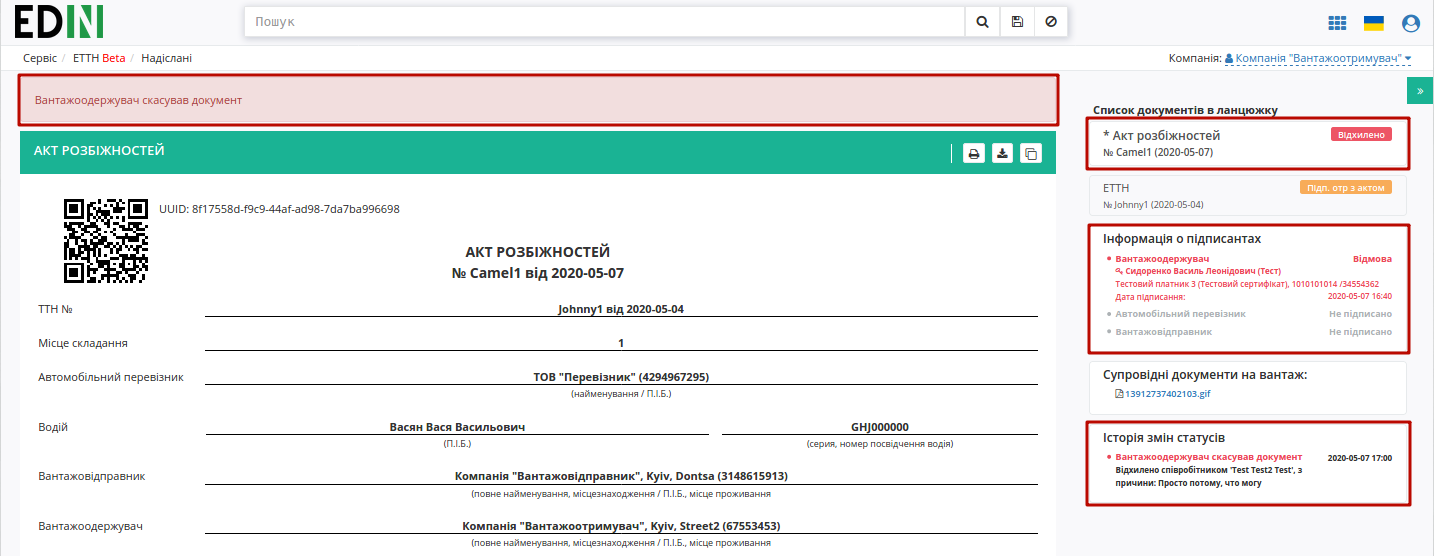 EDIN
Пошук
Сервіс / ЕТТН Beta / Надіслані
Компанія: Компанія "Вантажоотримувач"
Вантажоодержувач скасував документ
»
АКТ РОЗБІЖНОСТЕЙ
UUID: 8f17558d-f9c9-44af-ad98-7da7ba996698
АКТ РОЗБІЖНОСТЕЙ
№ Camel1 від 2020-05-07
ТТН №
Johnny1 від 2020-05-04
Місце складання
1
Автомобільний перевізник
ТОВ "Перевізник" (4294967295)
(найменування / П.І.Б.)
Водій
Васян Вася Васильович
GHJ000000
(П.І.Б.)
(серия, номер посвідчення водія)
Вантажовідправник
Компанія "Вантажовідправник", Kyiv, Dontsa (3148615913)
(повне найменування, місцезнаходження / П.І.Б., місце проживання
Вантажоодержувач
Компанія "Вантажоотримувач", Kyiv, Street2 (67553453)
(повне найменування, місцезнаходження / П.І.Б., місце проживання
Список документів в ланцюжку
* Акт розбіжностей
Відхилено
№ Camel1 (2020-05-07)
ЕТТН
Підп. отр з актом
№ Johnny1 (2020-05-04)
Інформація о підписантах
Вантажоодержувач
Відмова
Сидоренко Василь Леонідович (Тест)
Тестовий платник 3 (Тестовий сертифікат), 1010101014 /34554362
Дата підписання:
2020-05-07 16:40
Автомобільний перевізник
Не підписано
Вантажовідправник
Не підписано
Супровідні документи на вантаж:
13912737402103.gif
Історія змін статусів
Вантажоодержувач скасував документ
2020-05-07 17:00
Відхилено співробітником 'Test Test2 Test', з
причини: Просто потому, что могу